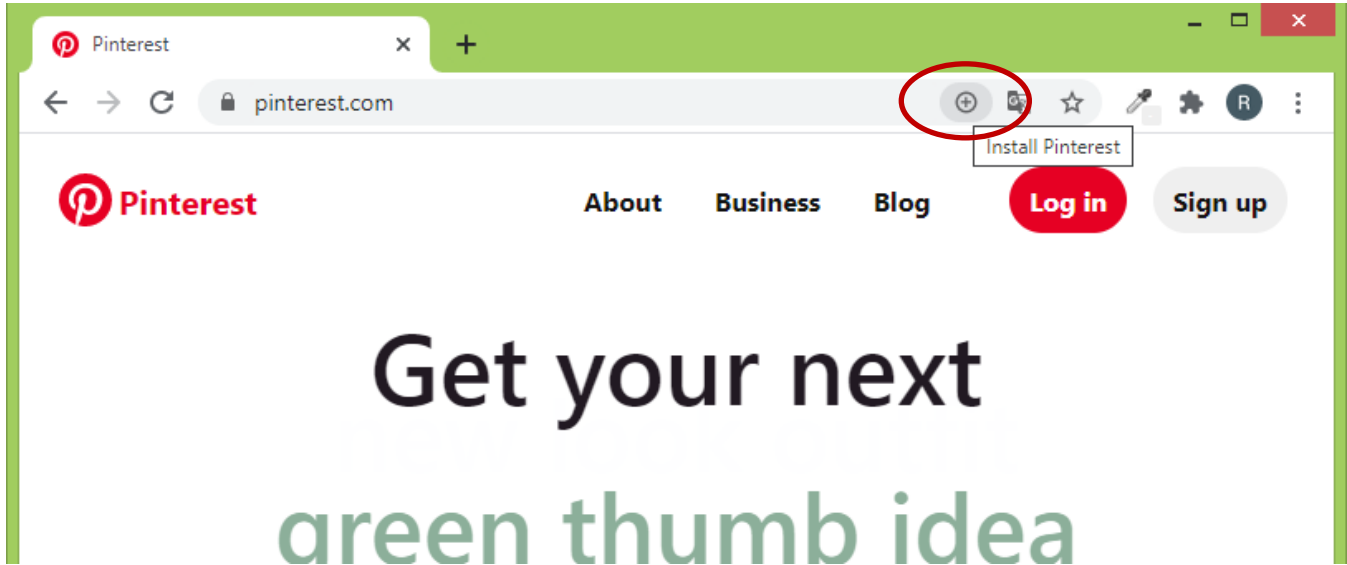 Pinterest
pinterest.com
R
Install Pinterest
Pinterest About Business Blog Log in Sign up
Get your next
new look outfit
green thumb idea